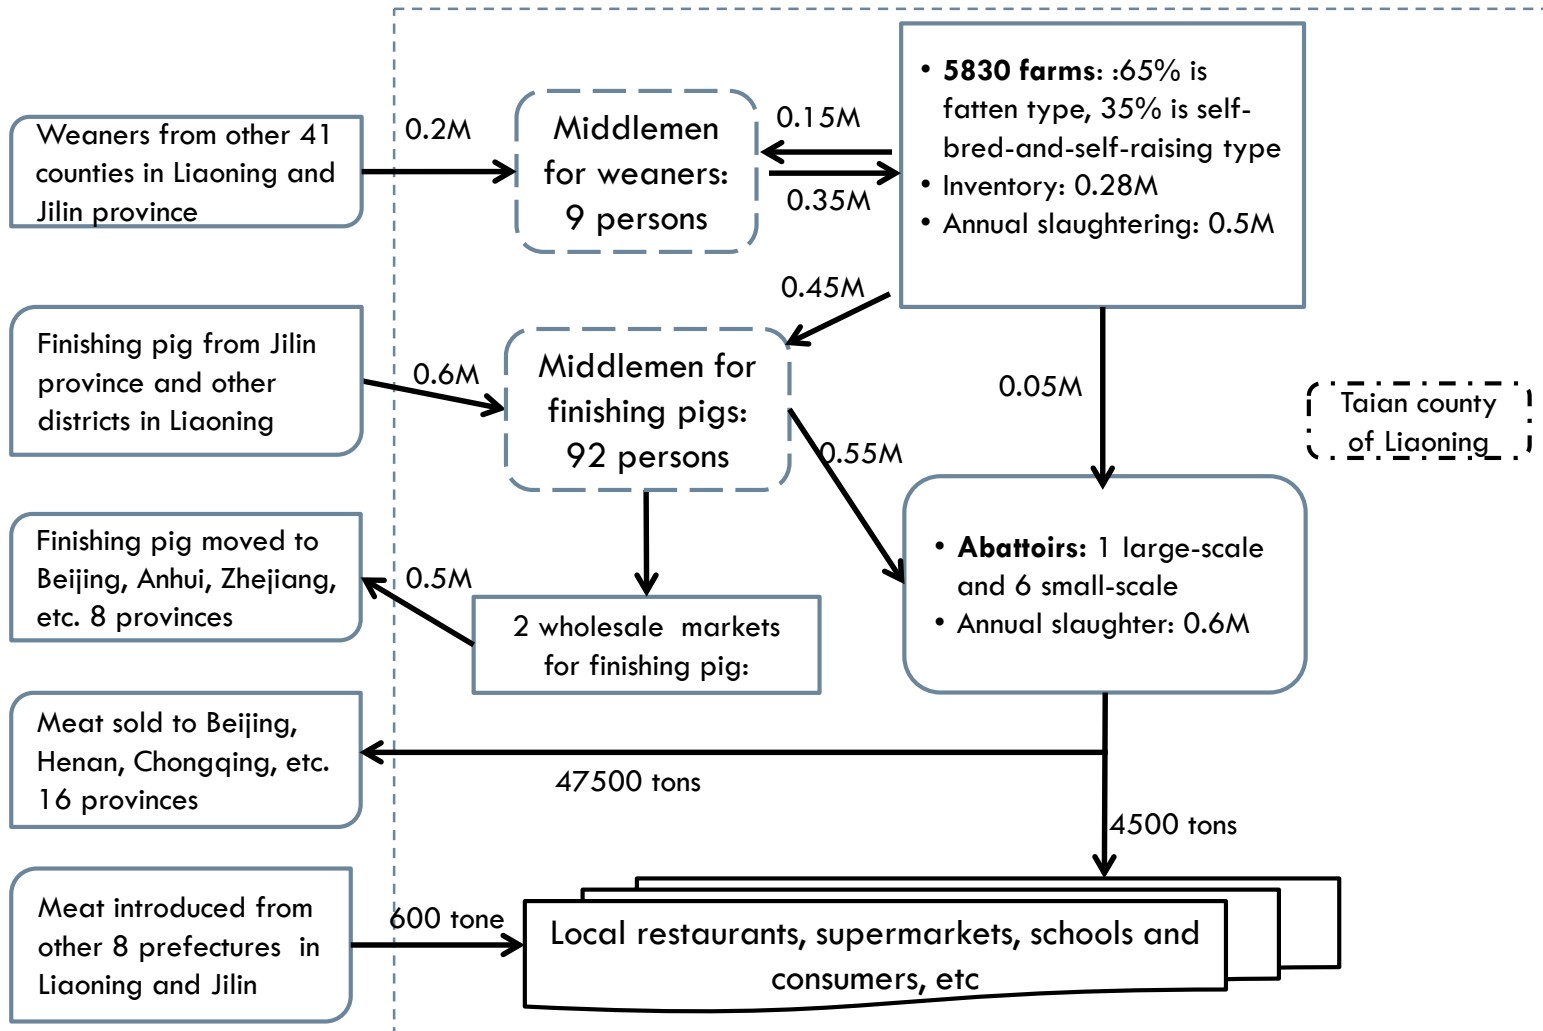 Weaners from other 41
counties in Liaoning and
Jilin province
0.2M
Middlemen
for weaners:
9 persons
0.15M
0.35M
• 5830 farms: :65% is
fatten type, 35% is self-
bred-and-self-raising type
• Inventory: 0.28M
• Annual slaughtering: 0.5M
Finishing pig from Jilin
province and other
districts in Liaoning
0.6M
Middlemen for
finishing pigs:
92 persons
0.45M
0.05M
0.55M
Taian county
of Liaoning
Finishing pig moved to
Beijing, Anhui, Zhejiang,
etc. 8 provinces
0.5M
2 wholesale markets
for finishing pig:
• Abattoirs: 1 large-scale
and 6 small-scale
• Annual slaughter: 0.6M
Meat sold to Beijing,
Henan, Chongqing, etc.
16 provinces
47500 tons
4500 tons
Meat introduced from
other 8 prefectures in
Liaoning and Jilin
600 tone
Local restaurants, supermarkets, schools and
consumers, etc